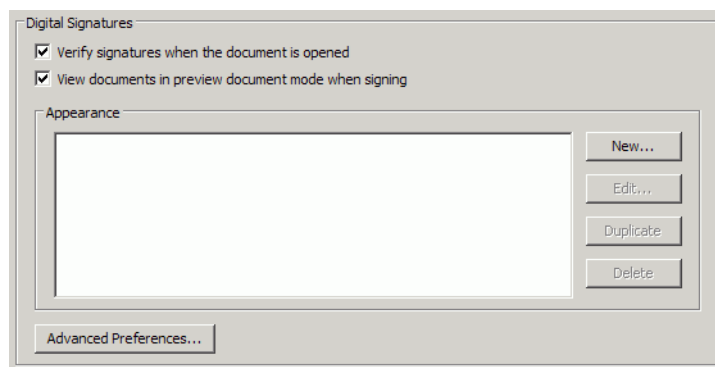 Digital Signatures
Verify signatures when the document is opened
View documents in preview document mode when signing
Appearance
New...
Edit...
Duplicate
Delete
Advanced Preferences...